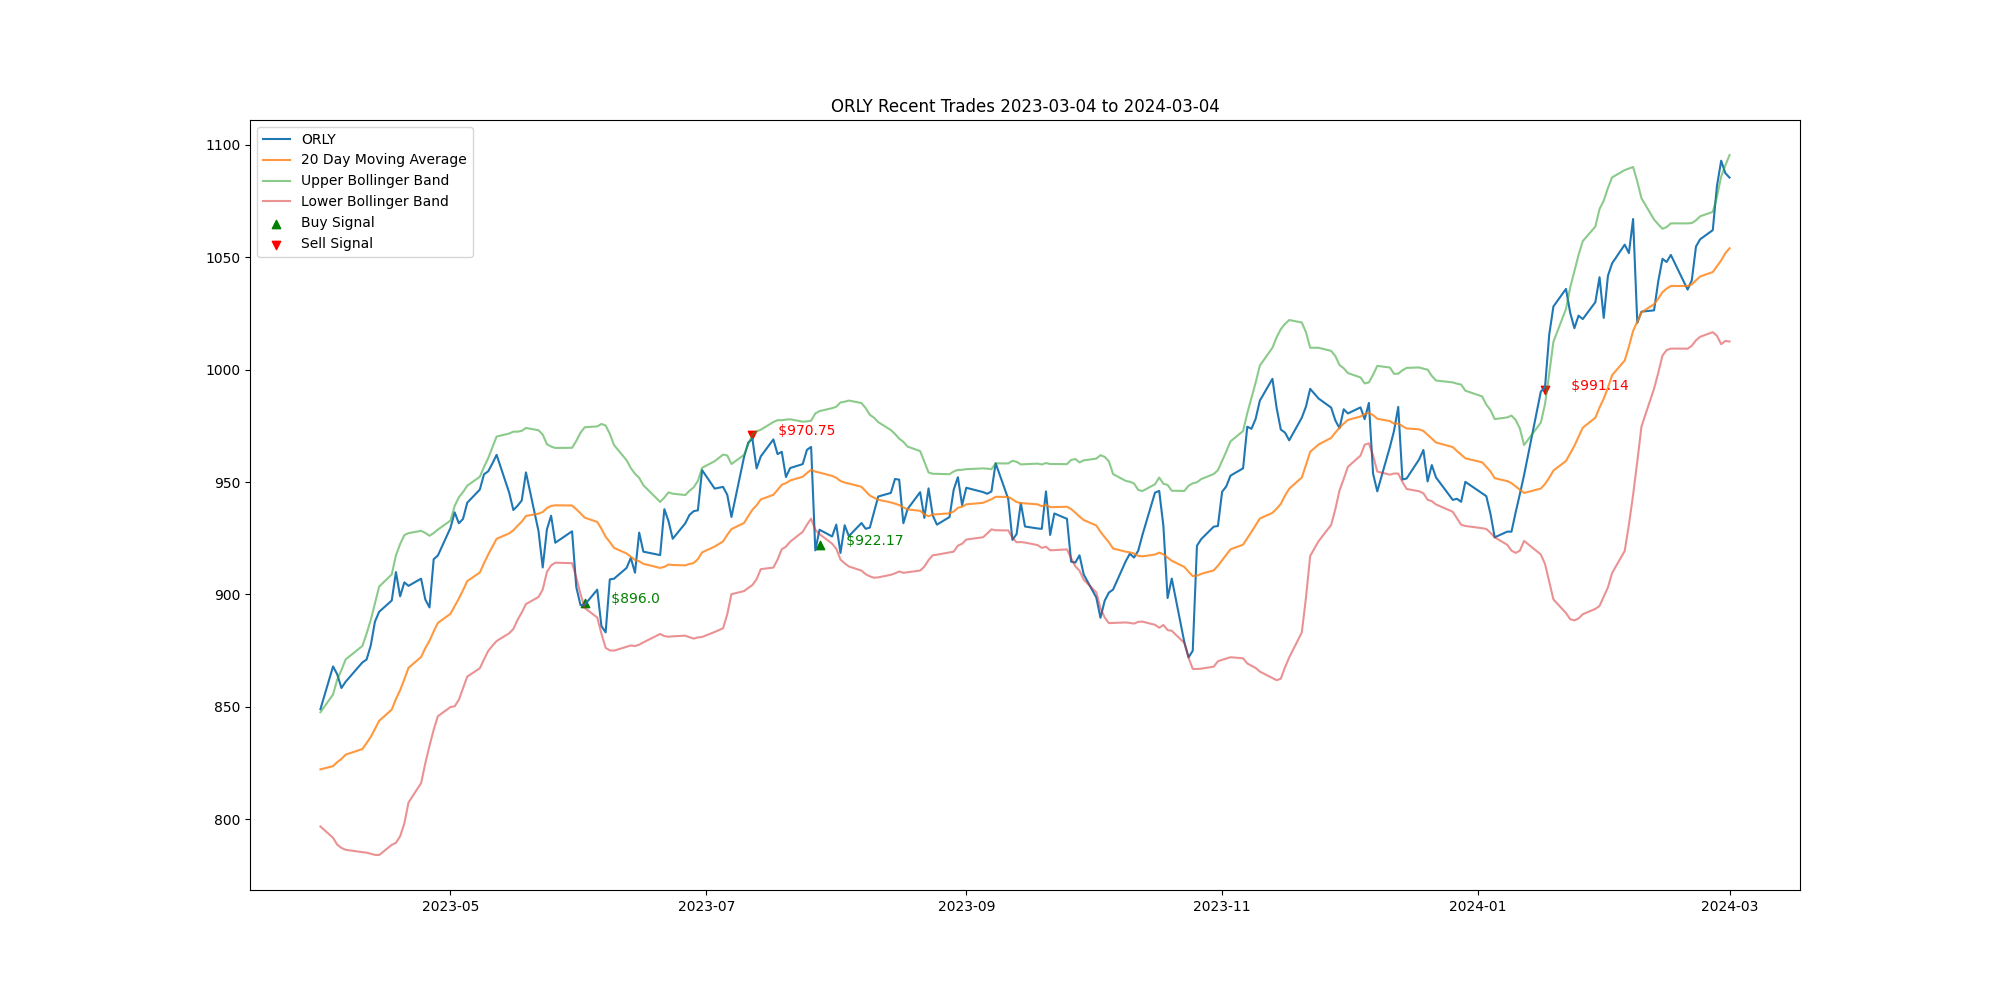 ORLY Recent Trades 2023-03-04 to 2024-03-04
ORLY
20 Day Moving Average
Upper Bollinger Band
Lower Bollinger Band
Buy Signal
Sell Signal
1100
1050
1000
950
900
850
800
$991.14
$970.75
$922.17
$896.0
2023-05
2023-07
2023-09
2023-11
2024-01
2024-03